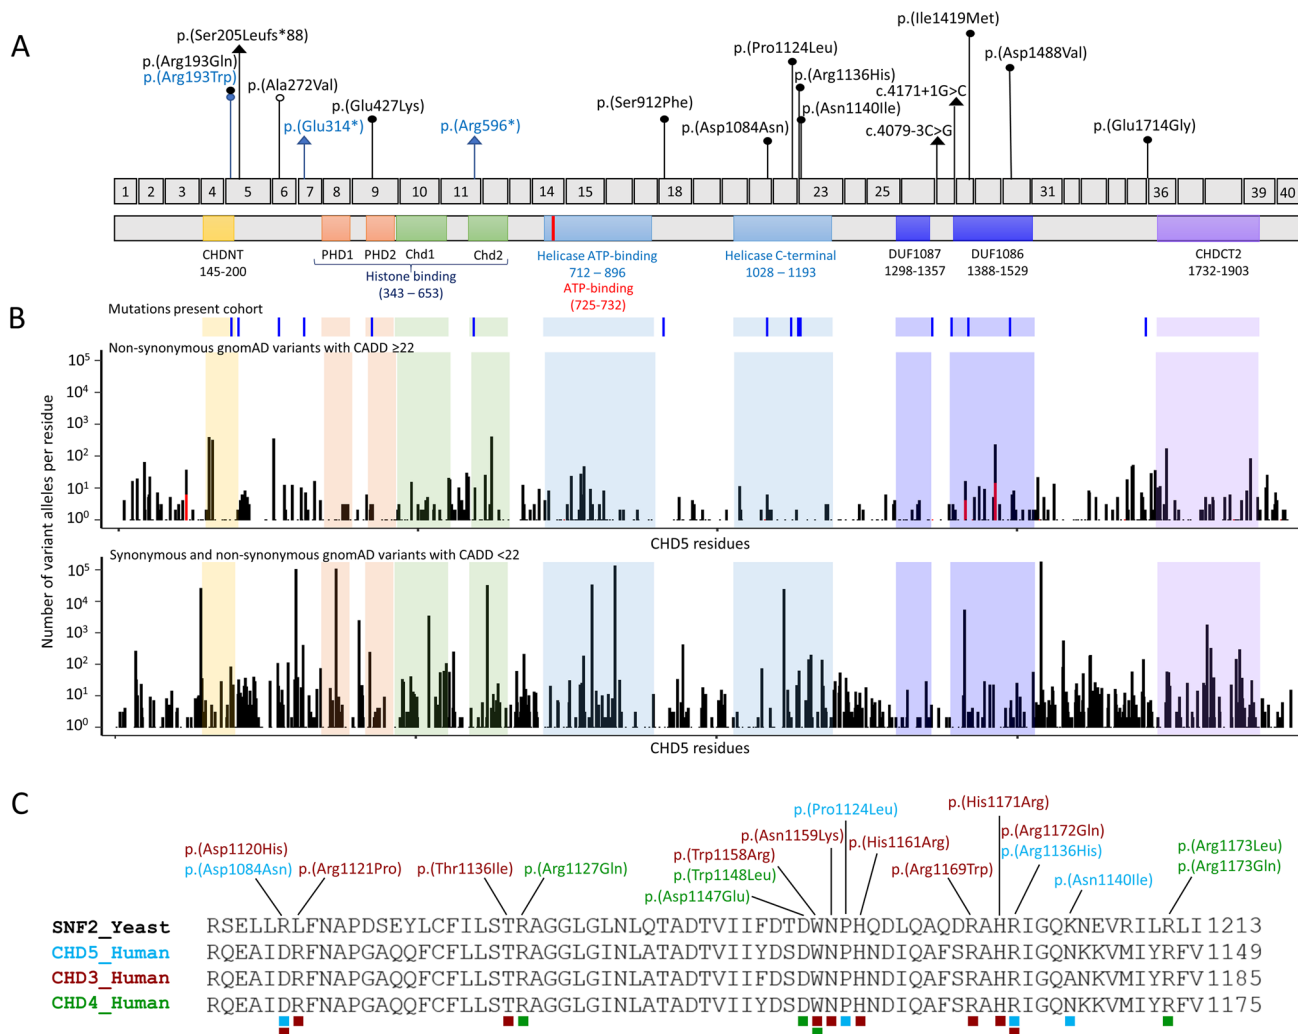 A
p.(Ser205Leufs*88)
p.(Arg193Gln)
p.(Arg193Trp)
p.(Ala272Val)
p.(Glu314*)
p.(Glu427Lys)
p.(Arg596*)
p.(Ser912Phe)
p.(Asp1084Asn)
p.(Pro1124Leu)
p.(Arg1136His)
p.(Asn1140Ile)
c.4079-3C>G
c.4171+1G>C
p.(Ile1419Met)
p.(Asp1488Val)
p.(Glu1714Gly)
1 2 3 4 5 6 7 8 9 10 11 14 15 18 23 25 31 36 39 40
CHDNT
145-200
PHD1 PHD2 Chd1 Chd2
Histone binding
(343 – 653)
Helicase ATP-binding
712 – 896
ATP-binding
(725-732)
Helicase C-terminal
1028 – 1193
DUF1087
1298-1357
DUF1086
1388-1529
CHDCT2
1732-1903
B
Mutations present cohort
Non-synonymous gnomAD variants with CADD ≥22
Number of variant alleles per residue
10⁵
10⁴
10³
10²
10¹
10⁰
CHD5 residues
Synonymous and non-synonymous gnomAD variants with CADD <22
10⁵
10⁴
10³
10²
10¹
10⁰
CHD5 residues
C
p.(Asp1120His)
p.(Asp1084Asn)
p.(Arg1121Pro)
p.(Thr1136Ile)
p.(Arg1127Gln)
p.(Trp1158Arg)
p.(Trp1148Leu)
p.(Asp1147Glu)
p.(Asn1159Lys)
p.(Pro1124Leu)
p.(His1161Arg)
p.(Arg1169Trp)
p.(His1171Arg)
p.(Arg1172Gln)
p.(Arg1136His)
p.(Asn1140Ile)
p.(Arg1173Leu)
p.(Arg1173Gln)
SNF2_Yeast RSELLRLFNAPDSEYLCFILSTRAGGLGLNLQTADTVIIFDTDWNPHQDLQAQDRAHRIGQKNEVRILRLI 1213
CHD5_Human RQEAIDRFNAPGAQQFCFLLSTRAGGLGINLATADTVIIYDSDWNPHNDIQAFSRAHRIGQANKVMIYRFV 1149
CHD3_Human RQEAIDRFNAPGAQQFCFLLSTRAGGLGINLATADTVIIFDSDWNPHNDIQAFSRAHRIGQANKVMIYRFV 1185
CHD4_Human RQEAIDRFNAPGAQQFCFLLSTRAGGLGINLATADTVIIYDSDWNPHNDIQAFSRAHRIGQNKKVMIYRFV 1175